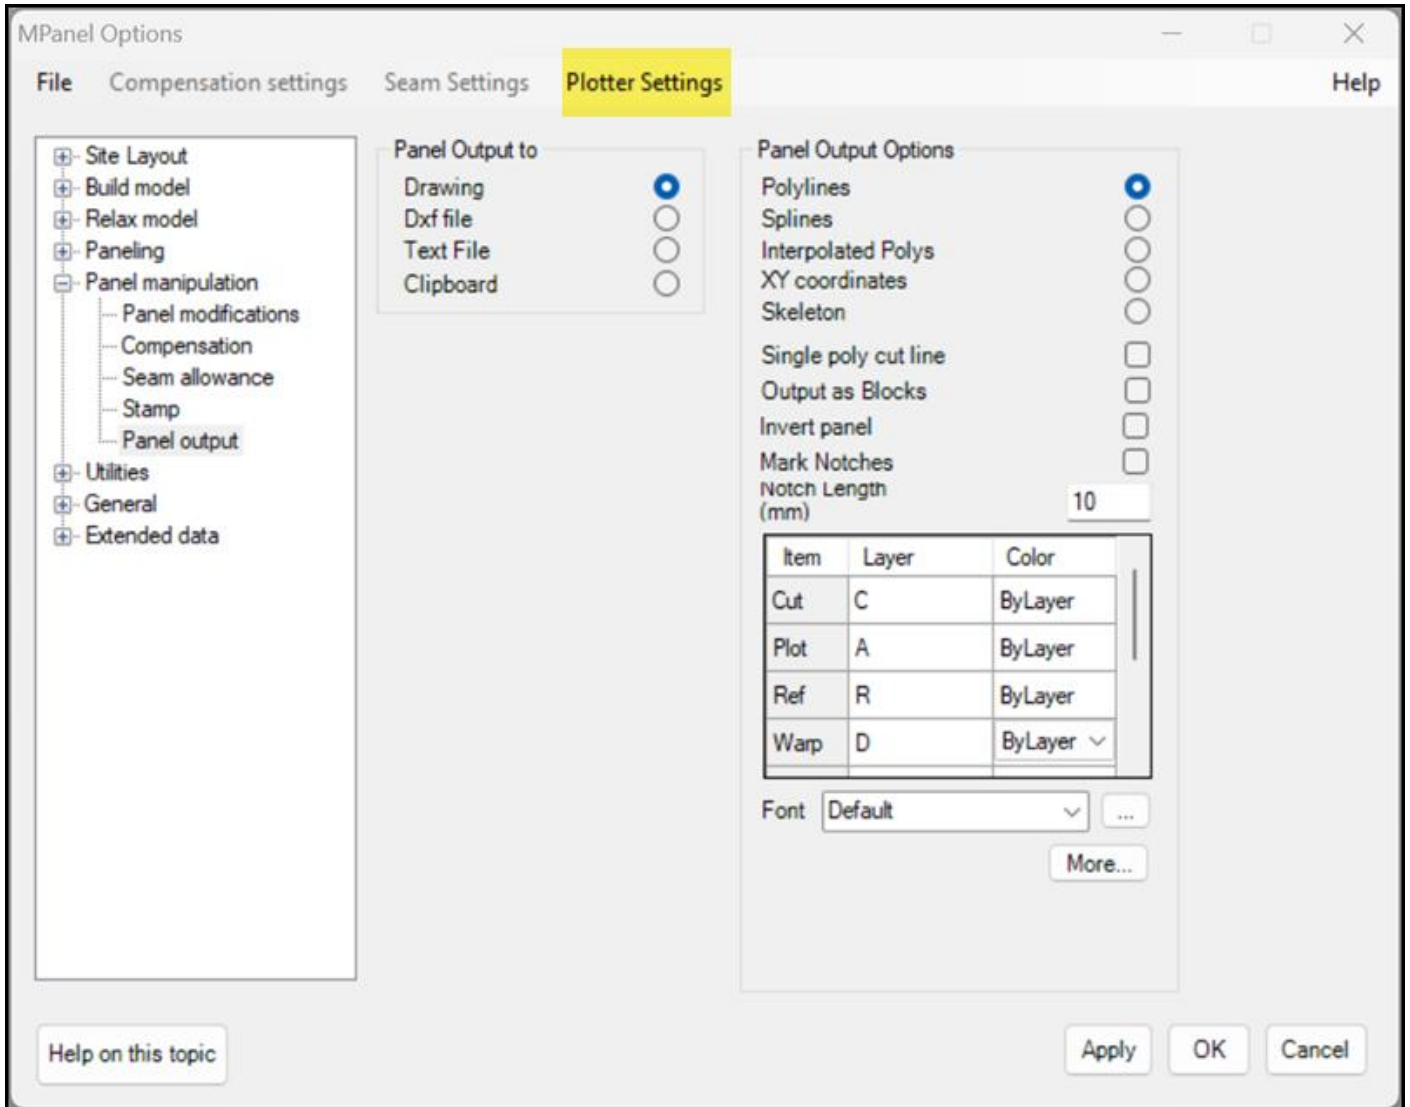 MPanel Options
File Compensation settings Seam Settings Plotter Settings Help
Site Layout
Build model
Relax model
Paneling
Panel manipulation
Panel modifications
Compensation
Seam allowance
Stamp
Panel output
Utilities
General
Extended data
Panel Output to
Drawing
Dxf file
Text File
Clipboard
Panel Output Options
Polylines
Splines
Interpolated Polys
XY coordinates
Skeleton
Single poly cut line
Output as Blocks
Invert panel
Mark Notches
Notch Length
(mm) 10
Item Layer Color
Cut C ByLayer
Plot A ByLayer
Ref R ByLayer
Warp D ByLayer
Font Default ...
More...
Help on this topic Apply OK Cancel